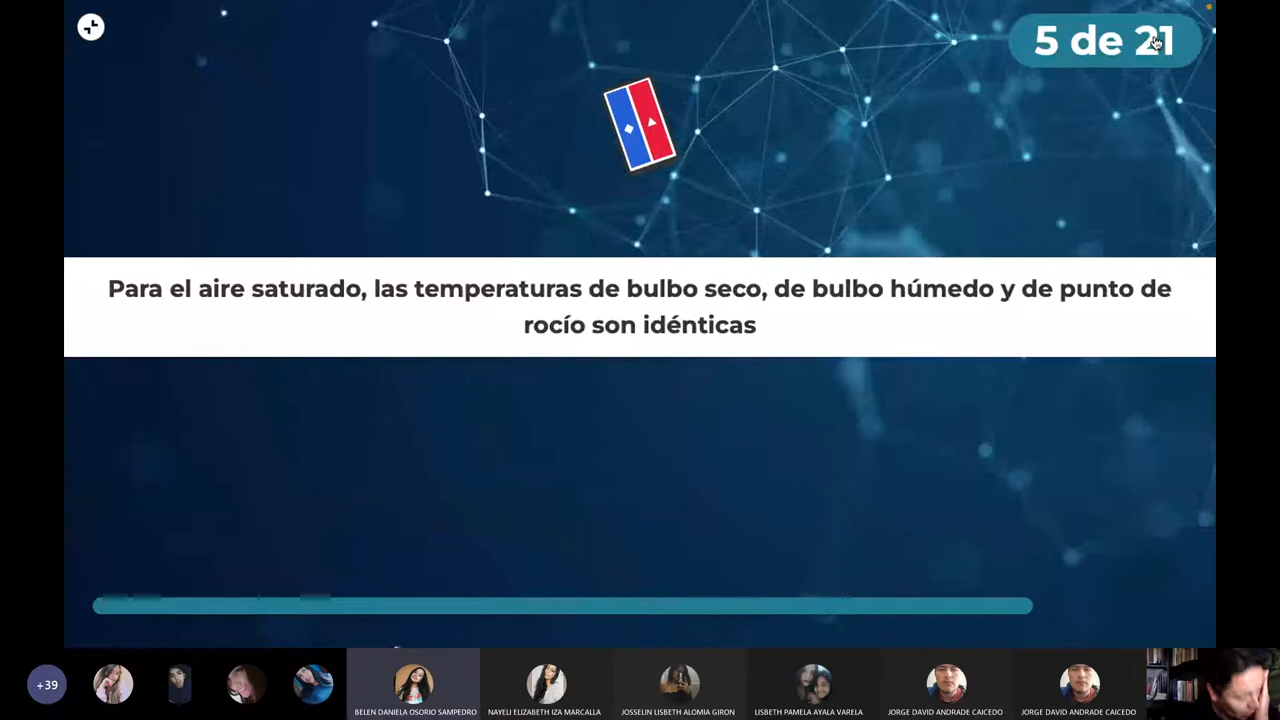 5 de 21
Para el aire saturado, las temperaturas de bulbo seco, de bulbo húmedo y de punto de
rocío son idénticas
+39
BELEN DANIELA OSORIO SAMPEDRO
NAYELI ELIZABETH IZA MARCALLA
JOSSELIN LISBETH ALOMIA GIRON
LISBETH PAMELA AYALA VARELA
JORGE DAVID ANDRADE CAICEDO
JORGE DAVID ANDRADE CAICEDO